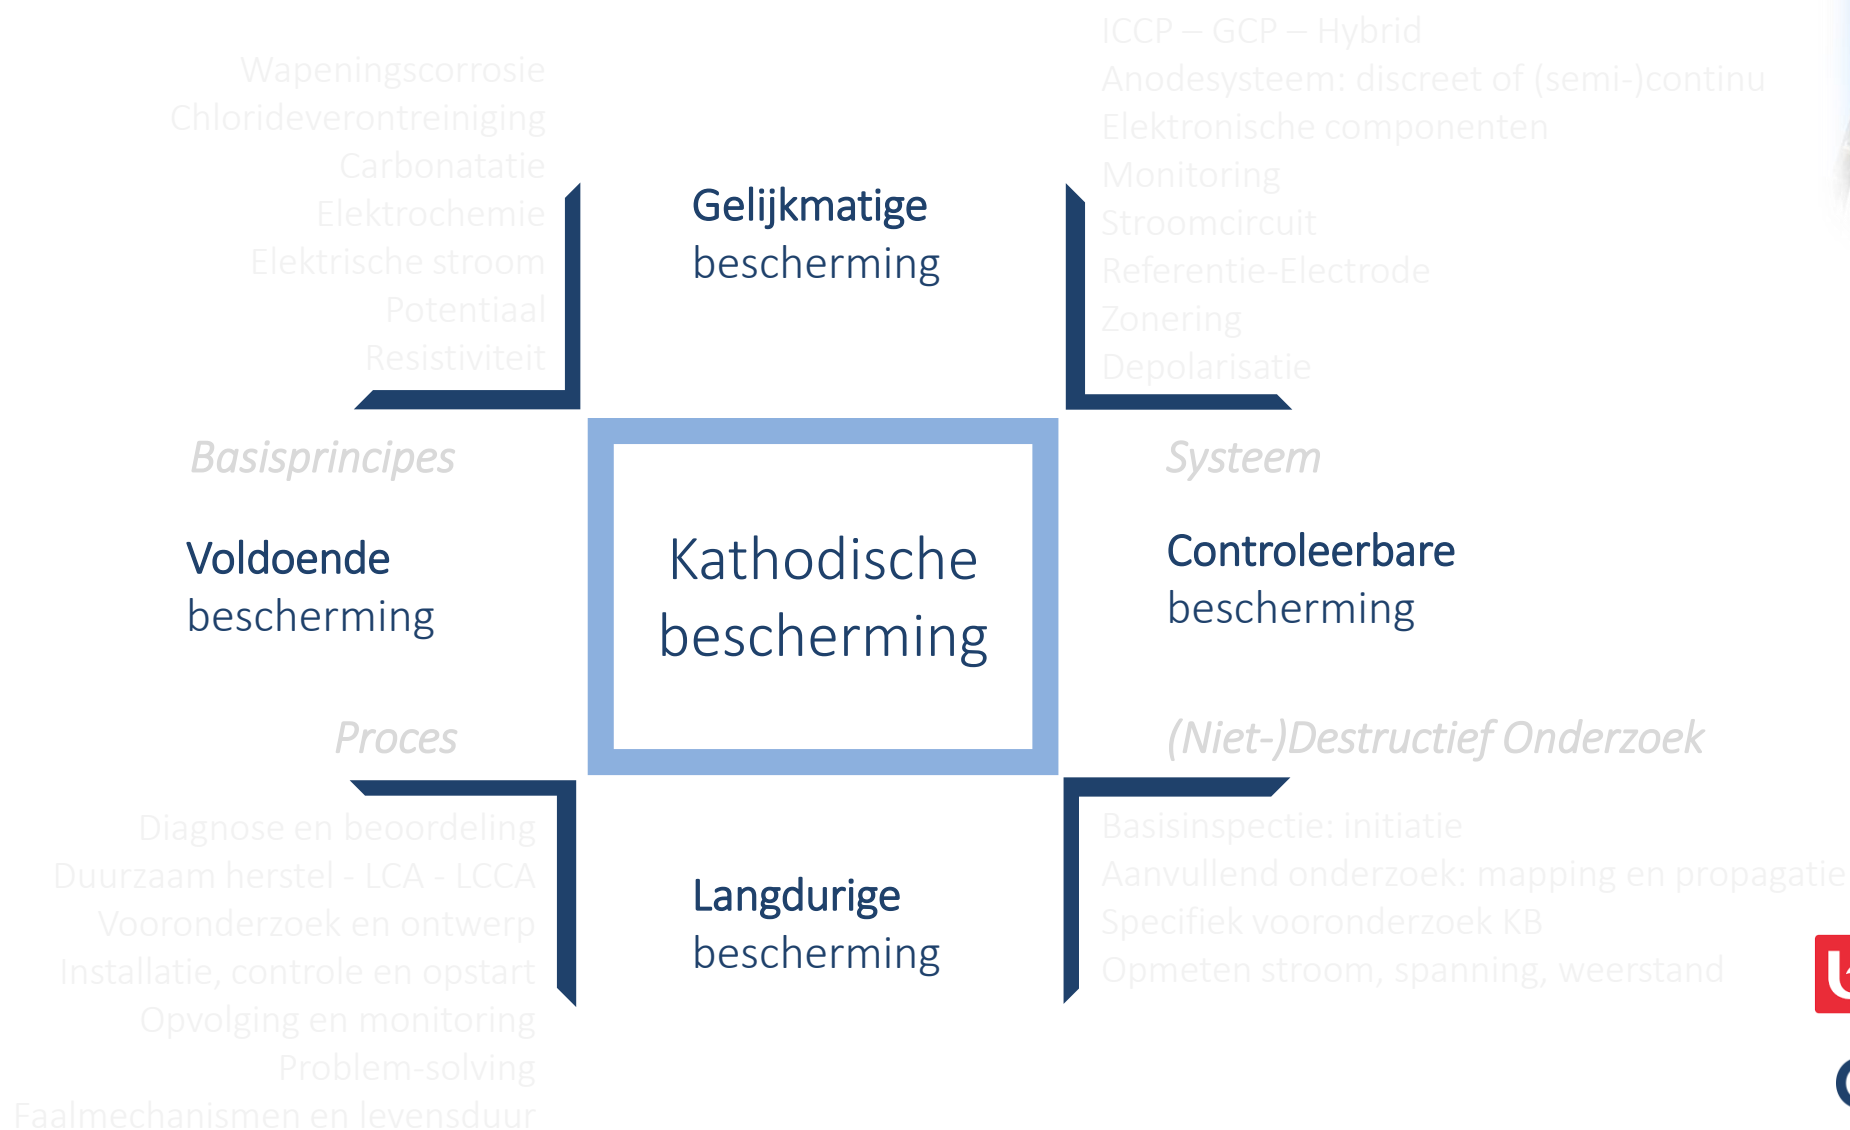 Wapeningscorrosie
Chlorideverontreiniging
Carbonatatie
Elektrochemie
Elektrische stroom
Potentiaal
Resistiviteit
Basisprincipes
Gelijkmatige
bescherming
ICCP – GCP – Hybrid
Anodesysteem: discreet of (semi-)continu
Elektronische componenten
Monitoring
Stroomcircuit
Referentie-Electrode
Zonering
Depolarisatie
Systeem
Voldoende
bescherming
Kathodische
bescherming
Controleerbare
bescherming
Proces
Diagnose en beoordeling
Duurzaam herstel - LCA - LCCA
Vooronderzoek en ontwerp
Installatie, controle en opstart
Opvolging en monitoring
Problem-solving
Faalmechanismen en levensduur
Langdurige
bescherming
(Niet-)Destructief Onderzoek
Basisinspectie: initiatie
Aanvullend onderzoek: mapping en propagatie
Specifiek vooronderzoek KB
Opmeten stroom, spanning, weerstand